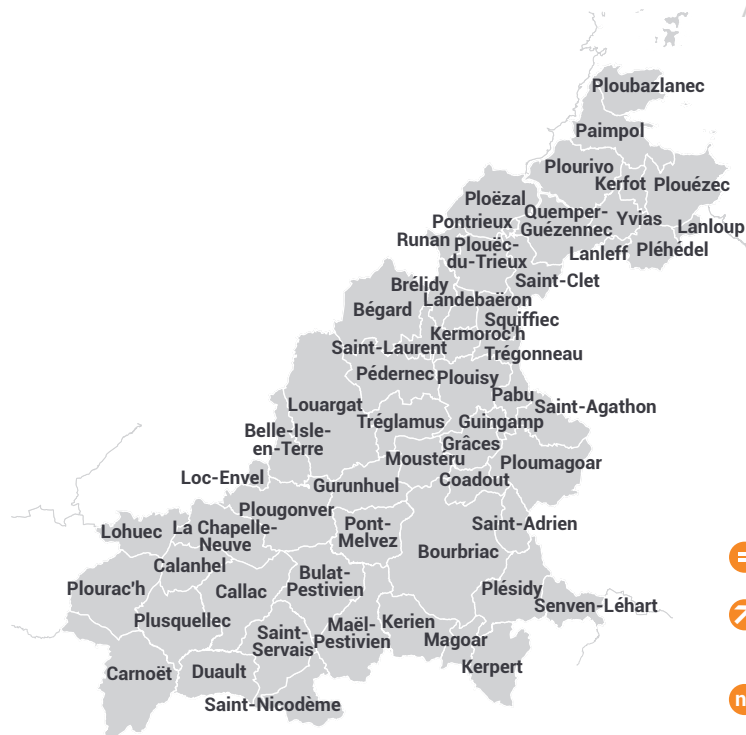 Ploubazlanec
Paimpol
Plourivo
Kerfot
Plouézec
Ploëzal
Quemper-
Guézennec
Yvias
Lanloup
Pontrieux
Runan
Plouëc-
du-Trieux
Lanleff
Pléhédel
Saint-Clet
Brélidy
Landebaëron
Bégard
Squiffiec
Kermoroc'h
Saint-Laurent
Trégonneau
Pédernec
Plouisy
Pabu
Louargat
Saint-Agathon
Tréglamus
Guingamp
Belle-Isle-
en-Terre
Grâces
Moustéru
Ploumagoar
Loc-Envel
Gurunhuel
Coadout
Plougonver
Lohuec
La Chapelle-
Neuve
Pont-
Melvez
Saint-Adrien
Bourbriac
Calanhel
Plourac'h
Callac
Bulat-
Pestivien
Plésidy
Senven-Léhart
Plusquellec
Saint-
Servais
Maël-
Pestivien
Kerien
Magoar
Kerpert
Carnoët
Duault
Saint-Nicodème